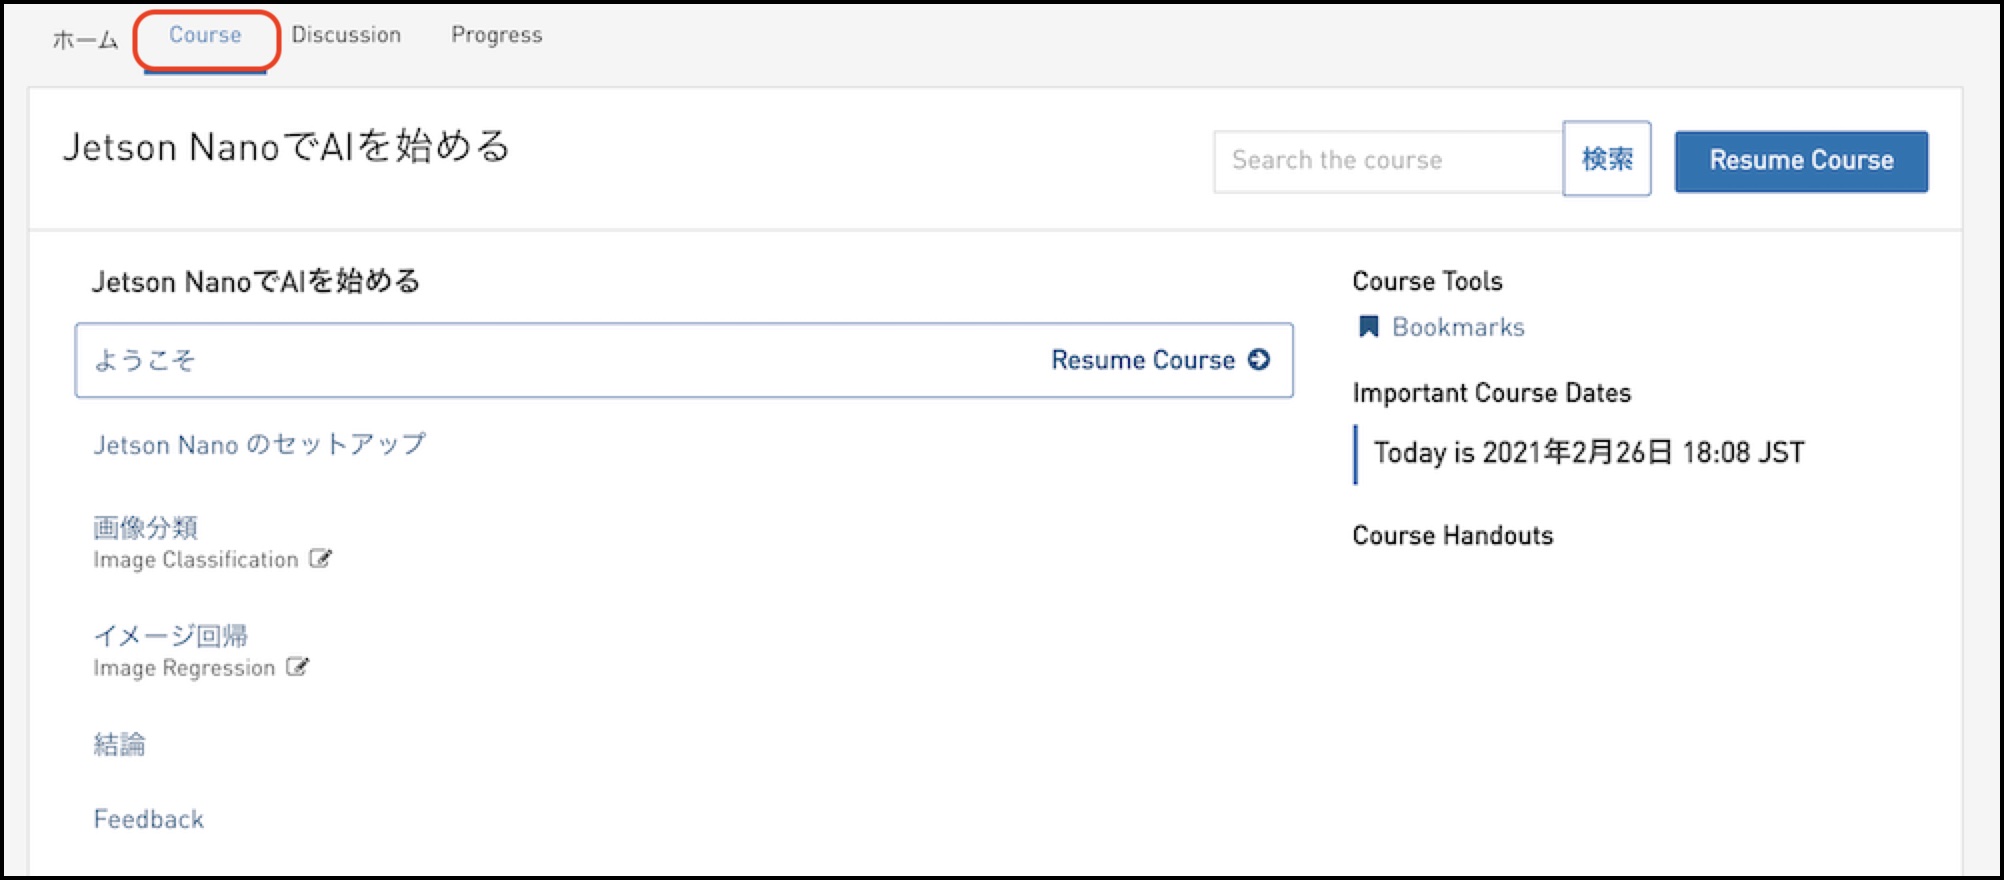 ホーム Course Discussion Progress
Jetson NanoでAIを始める
Search the course 検索 Resume Course
Jetson NanoでAIを始める
ようこそ Resume Course
Jetson Nano のセットアップ
画像分類
Image Classification
イメージ回帰
Image Regression
結論
Feedback
Course Tools
Bookmarks
Important Course Dates
Today is 2021年2月26日 18:08 JST
Course Handouts